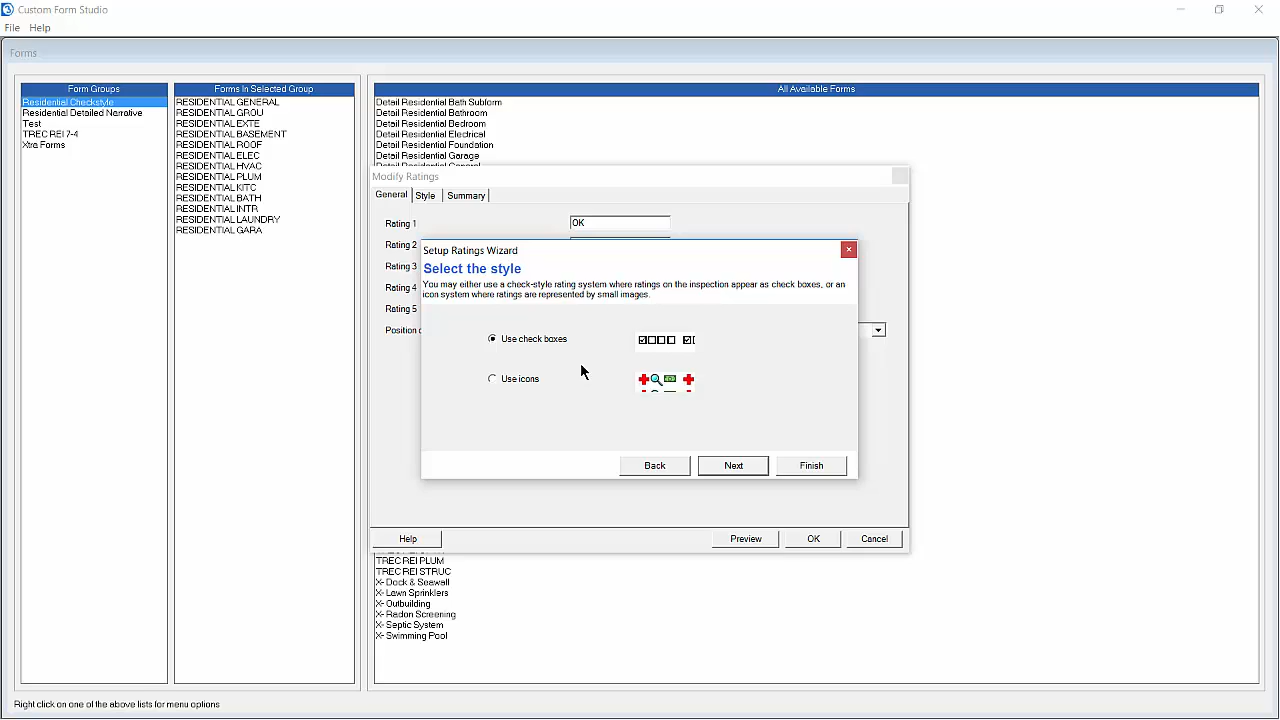 Custom Form Studio
File Help
Forms
Form Groups
Residential Checkstyle
Residential Detailed Narrative
Test
TREC REI 7-4
Xtra Forms
Forms In Selected Group
RESIDENTIAL GENERAL
RESIDENTIAL GROU
RESIDENTIAL EXTE
RESIDENTIAL BASEMENT
RESIDENTIAL ROOF
RESIDENTIAL ELEC
RESIDENTIAL HVAC
RESIDENTIAL PLUM
RESIDENTIAL KITC
RESIDENTIAL BATH
RESIDENTIAL INTR
RESIDENTIAL LAUNDRY
RESIDENTIAL GARA
All Available Forms
Detail Residential Bath Subform
Detail Residential Bathroom
Detail Residential Bedroom
Detail Residential Electrical
Detail Residential Foundation
Detail Residential Garage
Detail Residential General
Modify Ratings
General Style Summary
Rating 1 OK
Rating 2
Rating 3
Rating 4
Rating 5
Position
Setup Ratings Wizard
Select the style
You may either use a check-style rating system where ratings on the inspection appear as check boxes, or an
icon system where ratings are represented by small images.
Use check boxes
Use icons
Back Next Finish
Help Preview OK Cancel
TREC REI PLUM
TREC REI STRUC
X- Dock & Seawall
X- Lawn Sprinklers
X- Outbuilding
X- Radon Screening
X- Septic System
X- Swimming Pool
Right click on one of the above lists for menu options